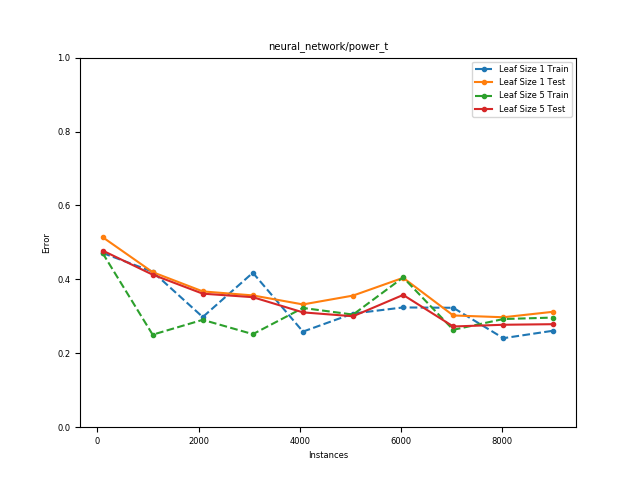 neural_network/power_t
1.0
0.8
0.6
0.4
0.2
0.0
Error
0
2000
4000
6000
8000
Instances
Leaf Size 1 Train
Leaf Size 1 Test
Leaf Size 5 Train
Leaf Size 5 Test